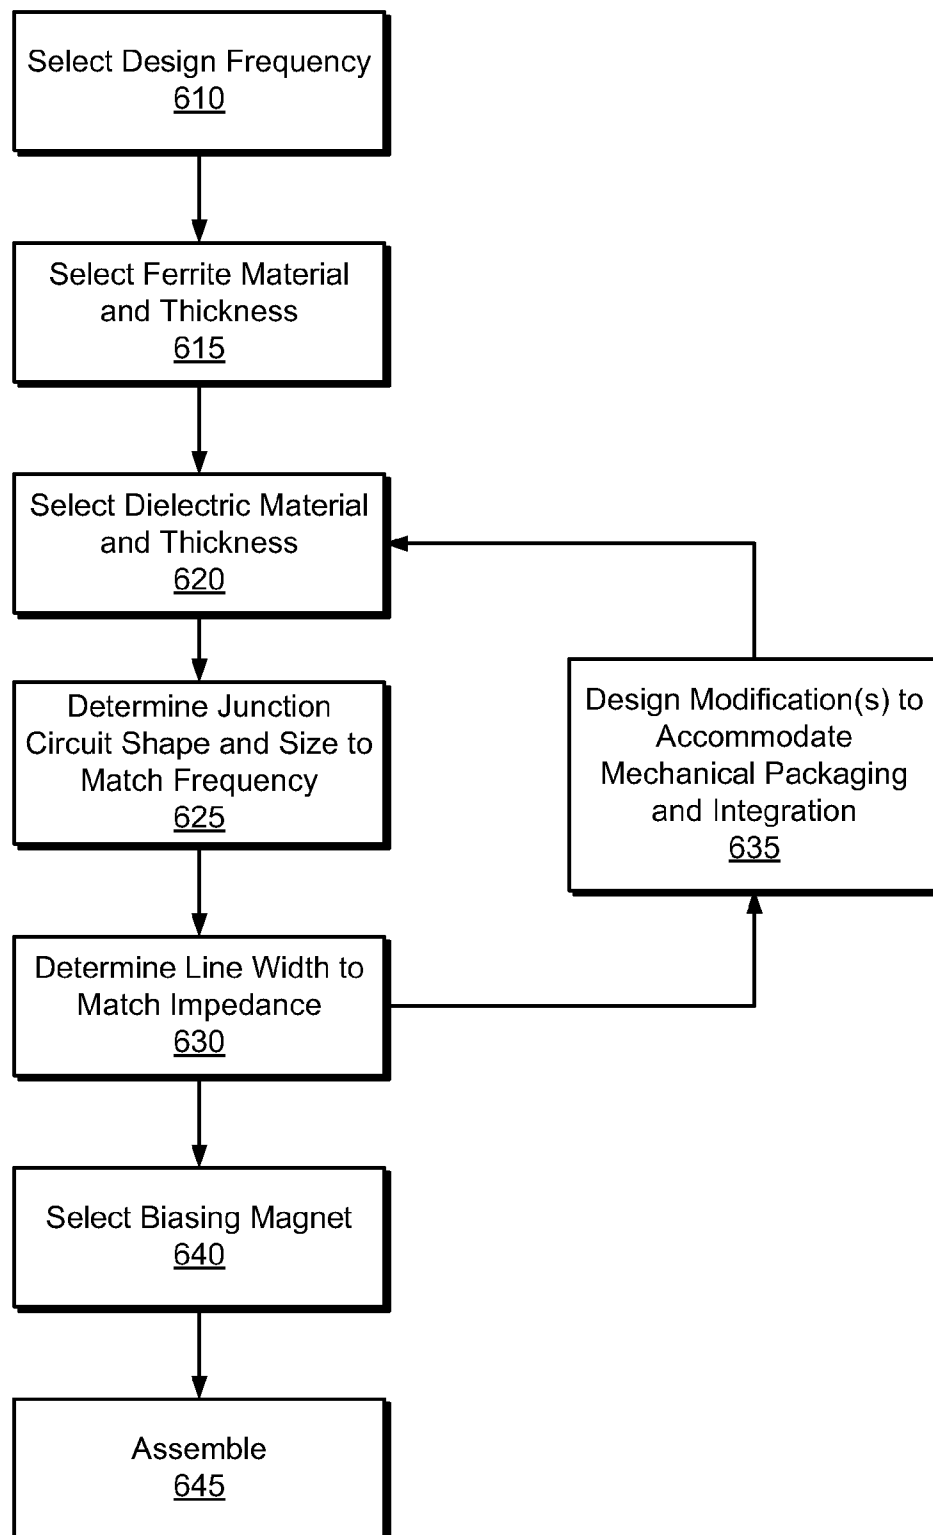 Select Design Frequency
610
Select Ferrite Material
and Thickness
615
Select Dielectric Material
and Thickness
620
Determine Junction
Circuit Shape and Size to
Match Frequency
625
Design Modification(s) to
Accommodate
Mechanical Packaging
and Integration
635
Determine Line Width to
Match Impedance
630
Select Biasing Magnet
640
Assemble
645